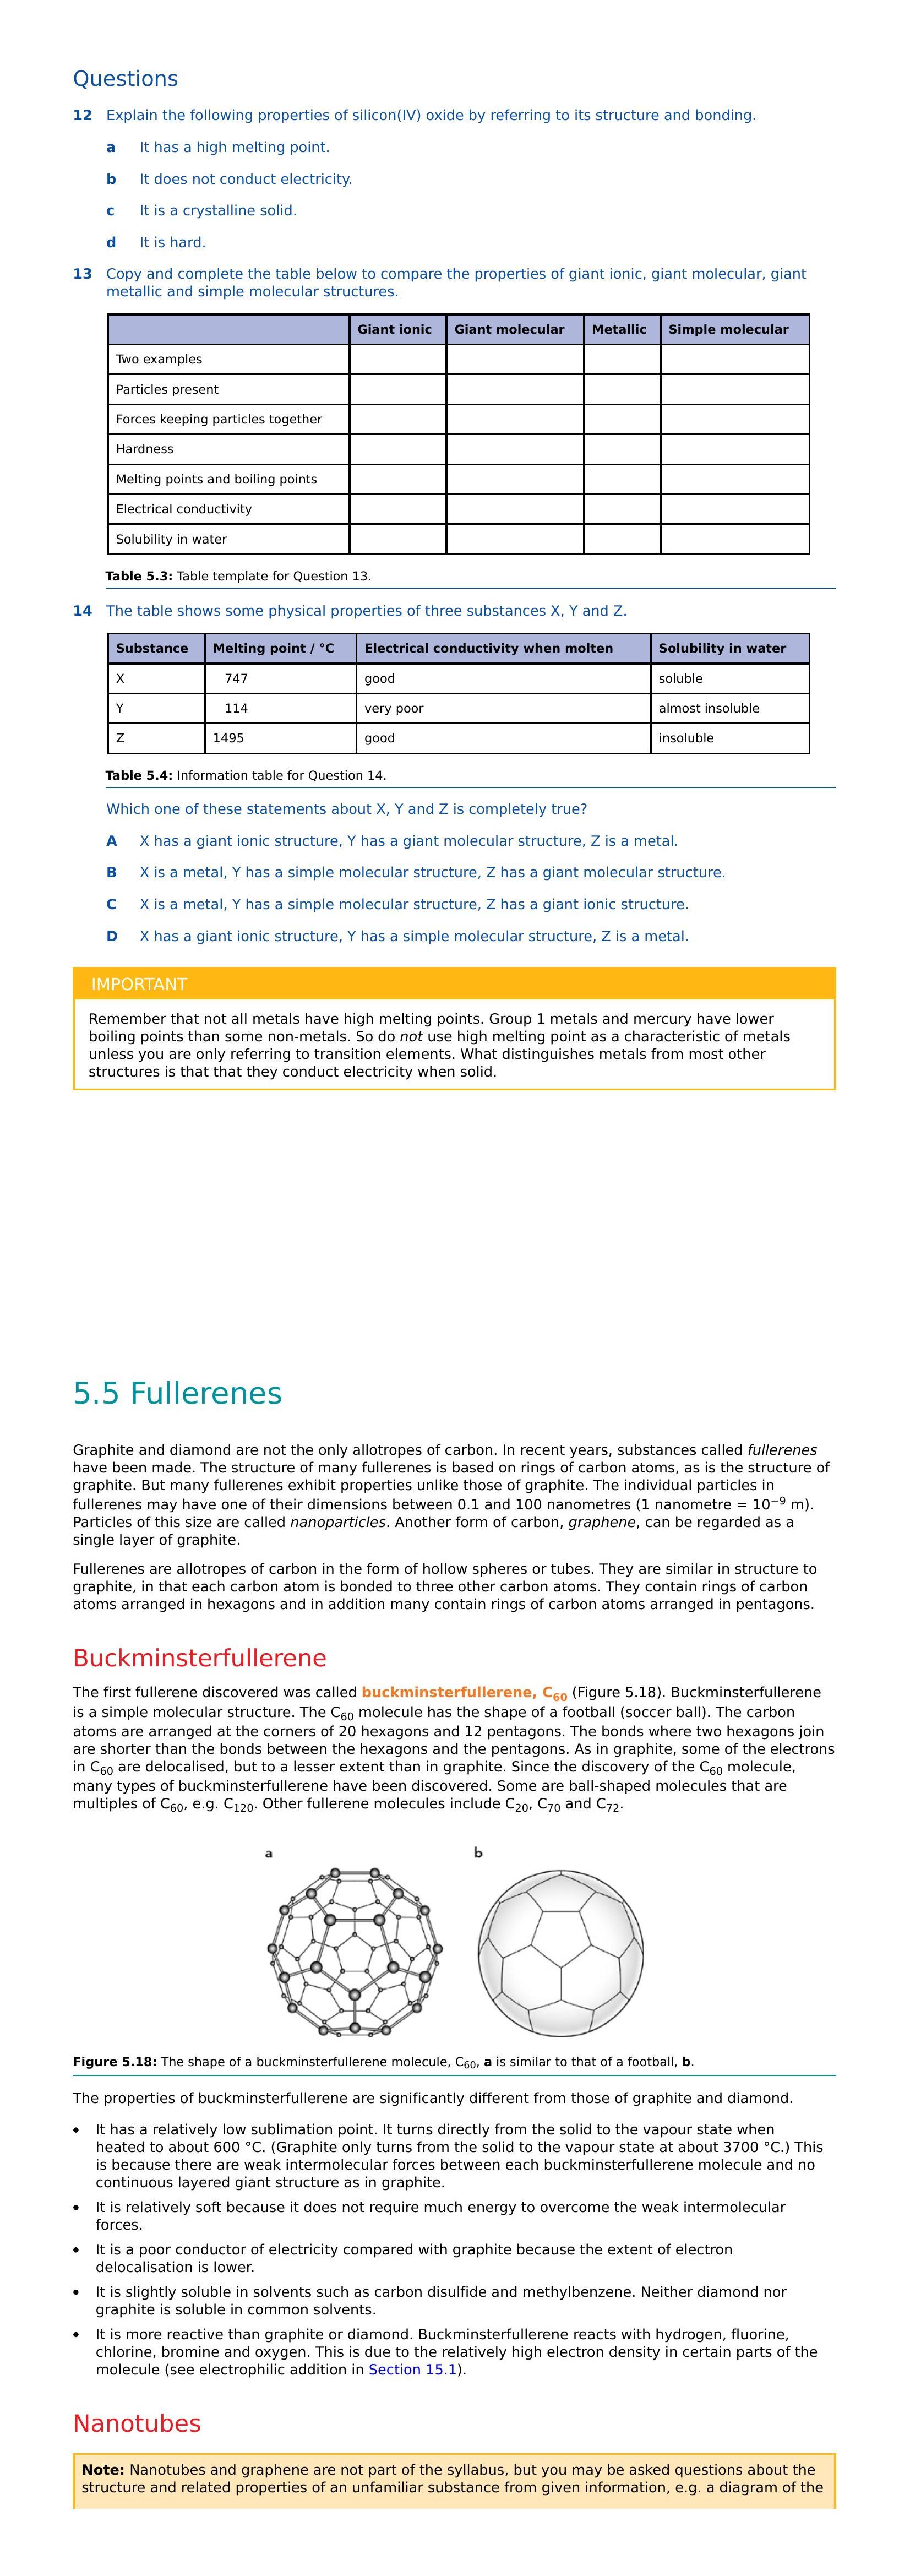 Questions
12 Explain the following properties of silicon(IV) oxide by referring to its structure and bonding.
a It has a high melting point.
b It does not conduct electricity.
c It is a crystalline solid.
d It is hard.
13 Copy and complete the table below to compare the properties of giant ionic, giant molecular, giant
metallic and simple molecular structures.
Giant ionic Giant molecular Metallic Simple molecular
Two examples
Particles present
Forces keeping particles together
Hardness
Melting points and boiling points
Electrical conductivity
Solubility in water
Table 5.3: Table template for Question 13.
14 The table shows some physical properties of three substances X, Y and Z.
Substance Melting point / °C Electrical conductivity when molten Solubility in water
X 747 good soluble
Y 114 very poor almost insoluble
Z 1495 good insoluble
Table 5.4: Information table for Question 14.
Which one of these statements about X, Y and Z is completely true?
A X has a giant ionic structure, Y has a giant molecular structure, Z is a metal.
B X is a metal, Y has a simple molecular structure, Z has a giant molecular structure.
C X is a metal, Y has a simple molecular structure, Z has a giant ionic structure.
D X has a giant ionic structure, Y has a simple molecular structure, Z is a metal.
IMPORTANT
Remember that not all metals have high melting points. Group 1 metals and mercury have lower
boiling points than some non-metals. So do not use high melting point as a characteristic of metals
unless you are only referring to transition elements. What distinguishes metals from most other
structures is that that they conduct electricity when solid.
5.5 Fullerenes
Graphite and diamond are not the only allotropes of carbon. In recent years, substances called fullerenes
have been made. The structure of many fullerenes is based on rings of carbon atoms, as is the structure of
graphite. But many fullerenes exhibit properties unlike those of graphite. The individual particles in
fullerenes may have one of their dimensions between 0.1 and 100 nanometres (1 nanometre = 10⁻⁹ m).
Particles of this size are called nanoparticles. Another form of carbon, graphene, can be regarded as a
single layer of graphite.
Fullerenes are allotropes of carbon in the form of hollow spheres or tubes. They are similar in structure to
graphite, in that each carbon atom is bonded to three other carbon atoms. They contain rings of carbon
atoms arranged in hexagons and in addition many contain rings of carbon atoms arranged in pentagons.
Buckminsterfullerene
The first fullerene discovered was called buckminsterfullerene, C₆₀ (Figure 5.18). Buckminsterfullerene
is a simple molecular structure. The C₆₀ molecule has the shape of a football (soccer ball). The carbon
atoms are arranged at the corners of 20 hexagons and 12 pentagons. The bonds where two hexagons join
are shorter than the bonds between the hexagons and the pentagons. As in graphite, some of the electrons
in C₆₀ are delocalised, but to a lesser extent than in graphite. Since the discovery of the C₆₀ molecule,
many types of buckminsterfullerene have been discovered. Some are ball-shaped molecules that are
multiples of C₆₀, e.g. C₁₂₀. Other fullerene molecules include C₂₀, C₇₀ and C₇₂.
a b
Figure 5.18: The shape of a buckminsterfullerene molecule, C₆₀, a is similar to that of a football, b.
The properties of buckminsterfullerene are significantly different from those of graphite and diamond.
• It has a relatively low sublimation point. It turns directly from the solid to the vapour state when
heated to about 600 °C. (Graphite only turns from the solid to the vapour state at about 3700 °C.) This
is because there are weak intermolecular forces between each buckminsterfullerene molecule and no
continuous layered giant structure as in graphite.
• It is relatively soft because it does not require much energy to overcome the weak intermolecular
forces.
• It is a poor conductor of electricity compared with graphite because the extent of electron
delocalisation is lower.
• It is slightly soluble in solvents such as carbon disulfide and methylbenzene. Neither diamond nor
graphite is soluble in common solvents.
• It is more reactive than graphite or diamond. Buckminsterfullerene reacts with hydrogen, fluorine,
chlorine, bromine and oxygen. This is due to the relatively high electron density in certain parts of the
molecule (see electrophilic addition in Section 15.1).
Nanotubes
Note: Nanotubes and graphene are not part of the syllabus, but you may be asked questions about the
structure and related properties of an unfamiliar substance from given information, e.g. a diagram of the